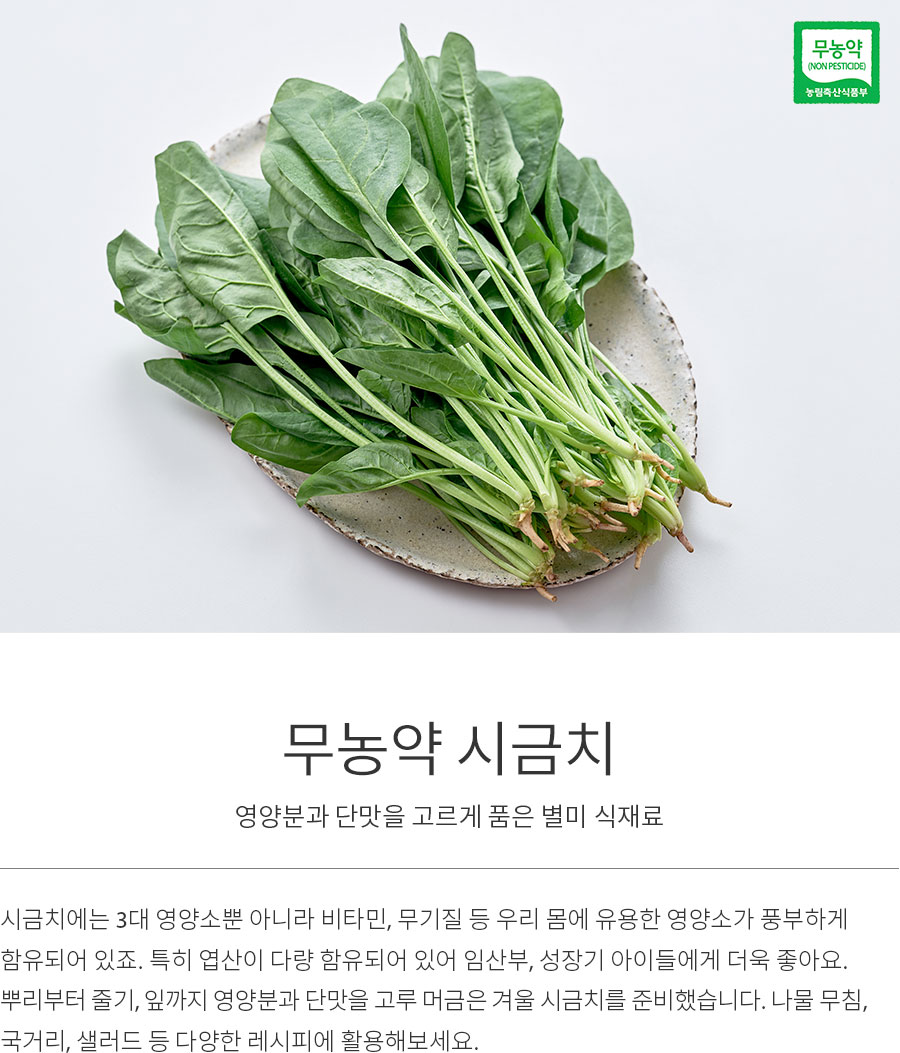 무농약
(NON PESTICIDE)
농림축산식품부
무농약 시금치
영양분과 단맛을 고르게 품은 별미 식재료
시금치에는 3대 영양소뿐 아니라 비타민, 무기질 등 우리 몸에 유용한 영양소가 풍부하게
함유되어 있죠. 특히 엽산이 다량 함유되어 있어 임산부, 성장기 아이들에게 더욱 좋아요.
뿌리부터 줄기, 잎까지 영양분과 단맛을 고루 머금은 겨울 시금치를 준비했습니다. 나물 무침,
국거리, 샐러드 등 다양한 레시피에 활용해보세요.